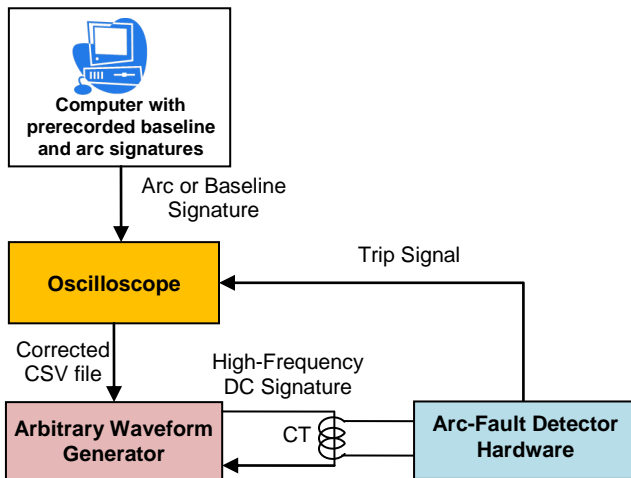 Computer with
prerecorded baseline
and arc signatures
Arc or Baseline
Signature
Trip Signal
Oscilloscope
Corrected
CSV file
High-Frequency
DC Signature
Arbitrary Waveform
Generator
CT
Arc-Fault Detector
Hardware